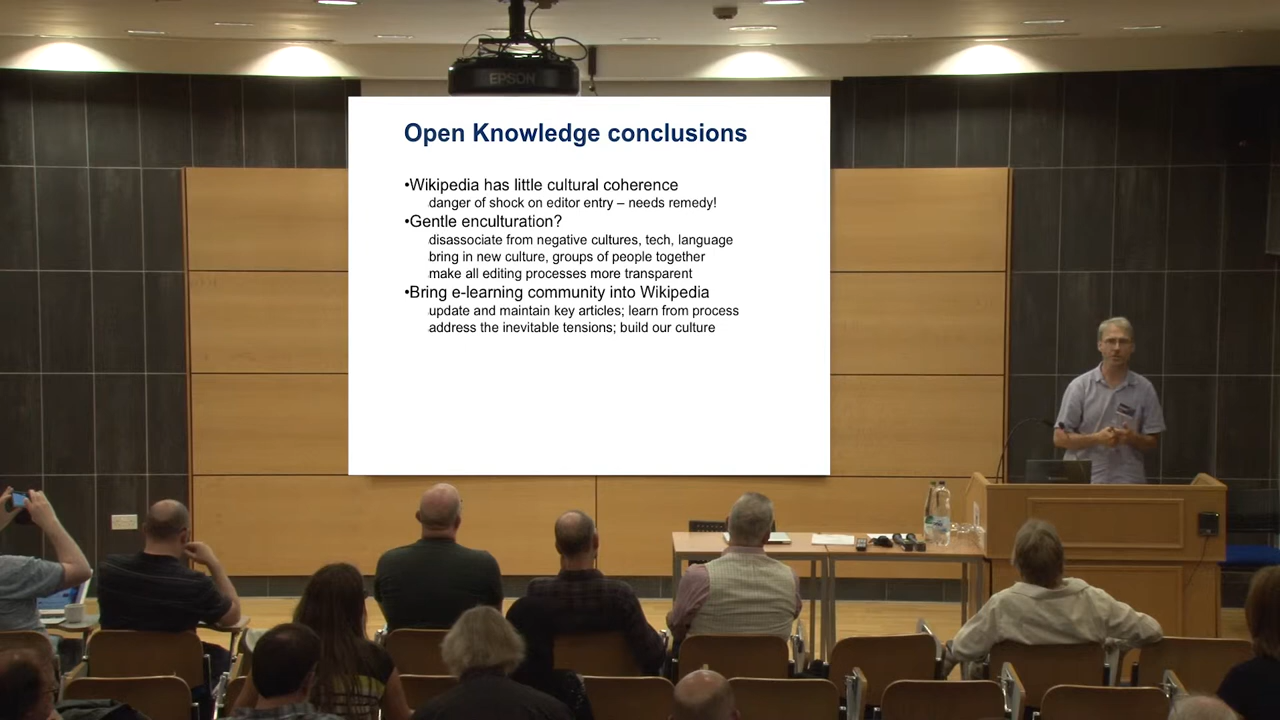 EPSON
Open Knowledge conclusions
•Wikipedia has little cultural coherence
danger of shock on editor entry – needs remedy!
•Gentle enculturation?
disassociate from negative cultures, tech, language
bring in new culture, groups of people together
make all editing processes more transparent
•Bring e-learning community into Wikipedia
update and maintain key articles; learn from process
address the inevitable tensions; build our culture